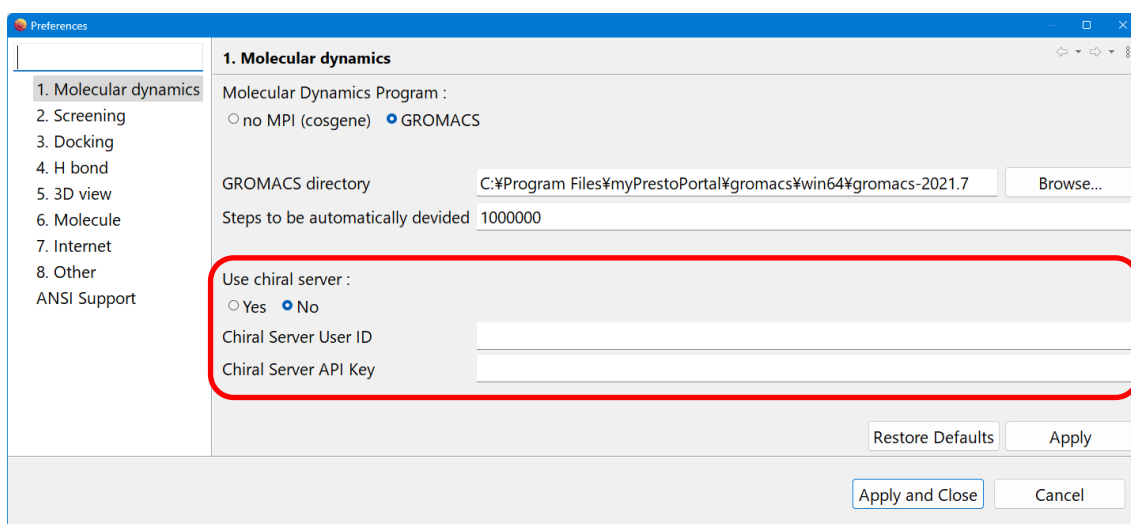 Preferences
1. Molecular dynamics
1. Molecular dynamics
2. Screening
3. Docking
4. H bond
5. 3D view
6. Molecule
7. Internet
8. Other
ANSI Support
Molecular Dynamics Program :
no MPI (cosgene) GROMACS
GROMACS directory C:¥Program Files¥myPrestoPortal¥gromacs¥win64¥gromacs-2021.7 Browse...
Steps to be automatically devided 1000000
Use chiral server :
Yes No
Chiral Server User ID
Chiral Server API Key
Restore Defaults Apply
Apply and Close Cancel